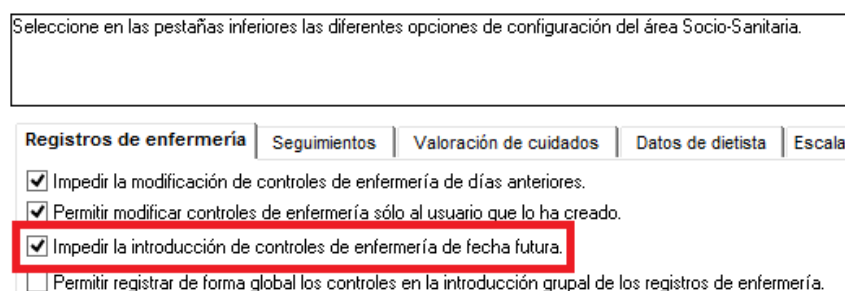 Seleccione en las pestañas inferiores las diferentes opciones de configuración del área Socio-Sanitaria.
Registros de enfermería Seguimientos Valoración de cuidados Datos de dietista Escala
Impedir la modificación de controles de enfermería de días anteriores.
Permitir modificar controles de enfermería sólo al usuario que lo ha creado.
Impedir la introducción de controles de enfermería de fecha futura.
Permitir registrar de forma global los controles en la introducción grupal de los registros de enfermería.